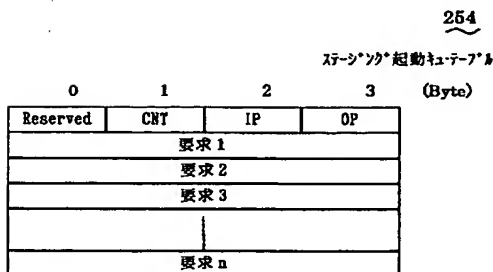 254
ステージング起動キュ-テーブル
0 1 2 3 (Byte)
Reserved CNT IP OP
要求 1
要求 2
要求 3
要求 n